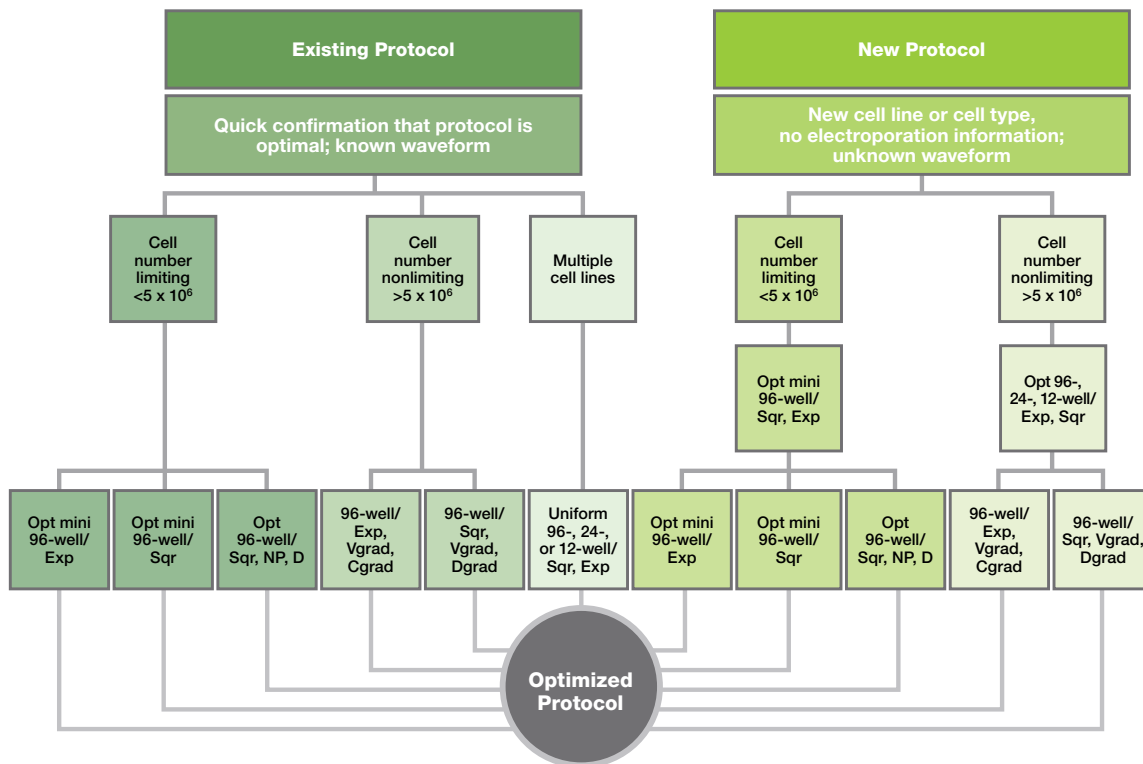 Existing Protocol
New Protocol
Quick confirmation that protocol is
optimal; known waveform
New cell line or cell type,
no electroporation information;
unknown waveform
Cell
number
limiting
<5 x 10⁶
Cell
number
nonlimiting
>5 x 10⁶
Multiple
cell lines
Cell
number
limiting
<5 x 10⁶
Cell
number
nonlimiting
>5 x 10⁶
Opt mini
96-well/
Sqr, Exp
Opt 96-,
24-, 12-well/
Exp, Sqr
Opt mini
96-well/
Exp
Opt mini
96-well/
Sqr
Opt
96-well/
Sqr, NP, D
96-well/
Exp,
Vgrad,
Cgrad
96-well/
Sqr,
Vgrad,
Dgrad
Uniform
96-, 24-,
or 12-well/
Sqr, Exp
Opt mini
96-well/
Exp
Opt mini
96-well/
Sqr
Opt
96-well/
Sqr, NP, D
96-well/
Exp,
Vgrad,
Cgrad
96-well/
Sqr, Vgrad,
Dgrad
Optimized
Protocol